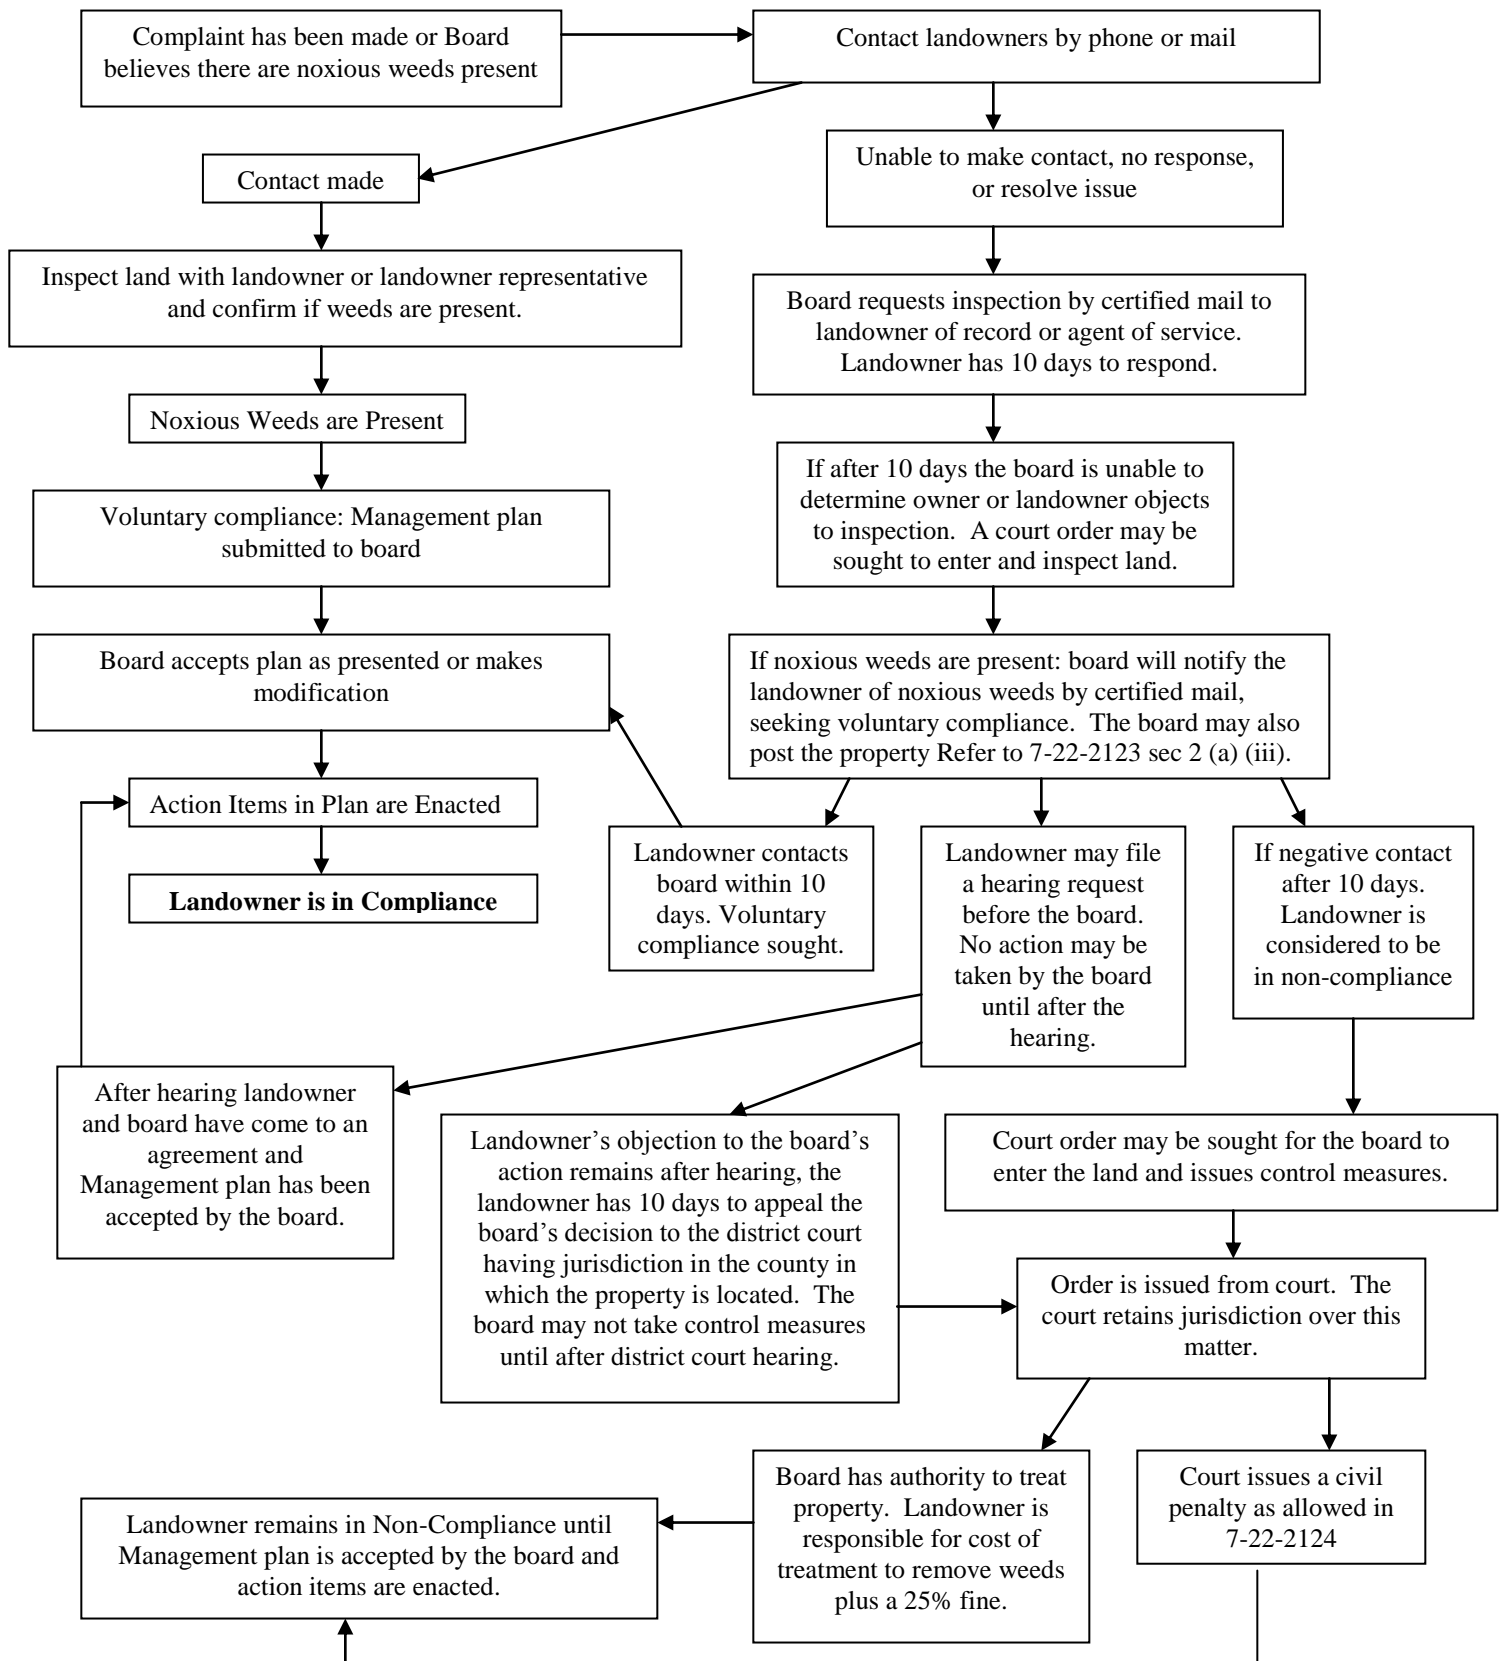 Complaint has been made or Board
believes there are noxious weeds present
Contact landowners by phone or mail
Unable to make contact, no response,
or resolve issue
Contact made
Inspect land with landowner or landowner representative
and confirm if weeds are present.
Board requests inspection by certified mail to
landowner of record or agent of service.
Landowner has 10 days to respond.
Noxious Weeds are Present
If after 10 days the board is unable to
determine owner or landowner objects
to inspection.  A court order may be
sought to enter and inspect land.
Voluntary compliance: Management plan
submitted to board
Board accepts plan as presented or makes
modification
If noxious weeds are present: board will notify the
landowner of noxious weeds by certified mail,
seeking voluntary compliance.  The board may also
post the property Refer to 7-22-2123 sec 2 (a) (iii).
Action Items in Plan are Enacted
Landowner is in Compliance
Landowner contacts
board within 10
days. Voluntary
compliance sought.
Landowner may file
a hearing request
before the board.
No action may be
taken by the board
until after the
hearing.
If negative contact
after 10 days.
Landowner is
considered to be
in non-compliance
After hearing landowner
and board have come to an
agreement and
Management plan has been
accepted by the board.
Landowner’s objection to the board’s
action remains after hearing, the
landowner has 10 days to appeal the
board’s decision to the district court
having jurisdiction in the county in
which the property is located.  The
board may not take control measures
until after district court hearing.
Court order may be sought for the board to
enter the land and issues control measures.
Order is issued from court.  The
court retains jurisdiction over this
matter.
Board has authority to treat
property.  Landowner is
responsible for cost of
treatment to remove weeds
plus a 25% fine.
Court issues a civil
penalty as allowed in
7-22-2124
Landowner remains in Non-Compliance until
Management plan is accepted by the board and
action items are enacted.